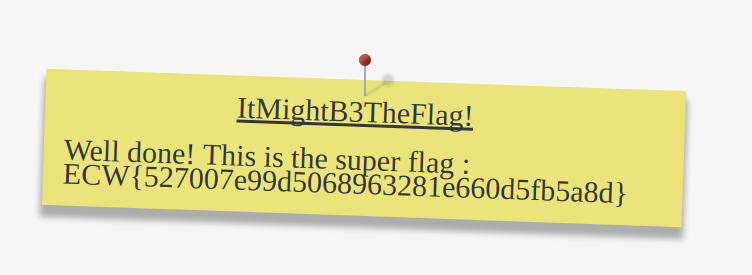 ItMightB3TheFlag!
Well done! This is the super flag :
ECW{527007e99d5068963281e660d5fb5a8d}